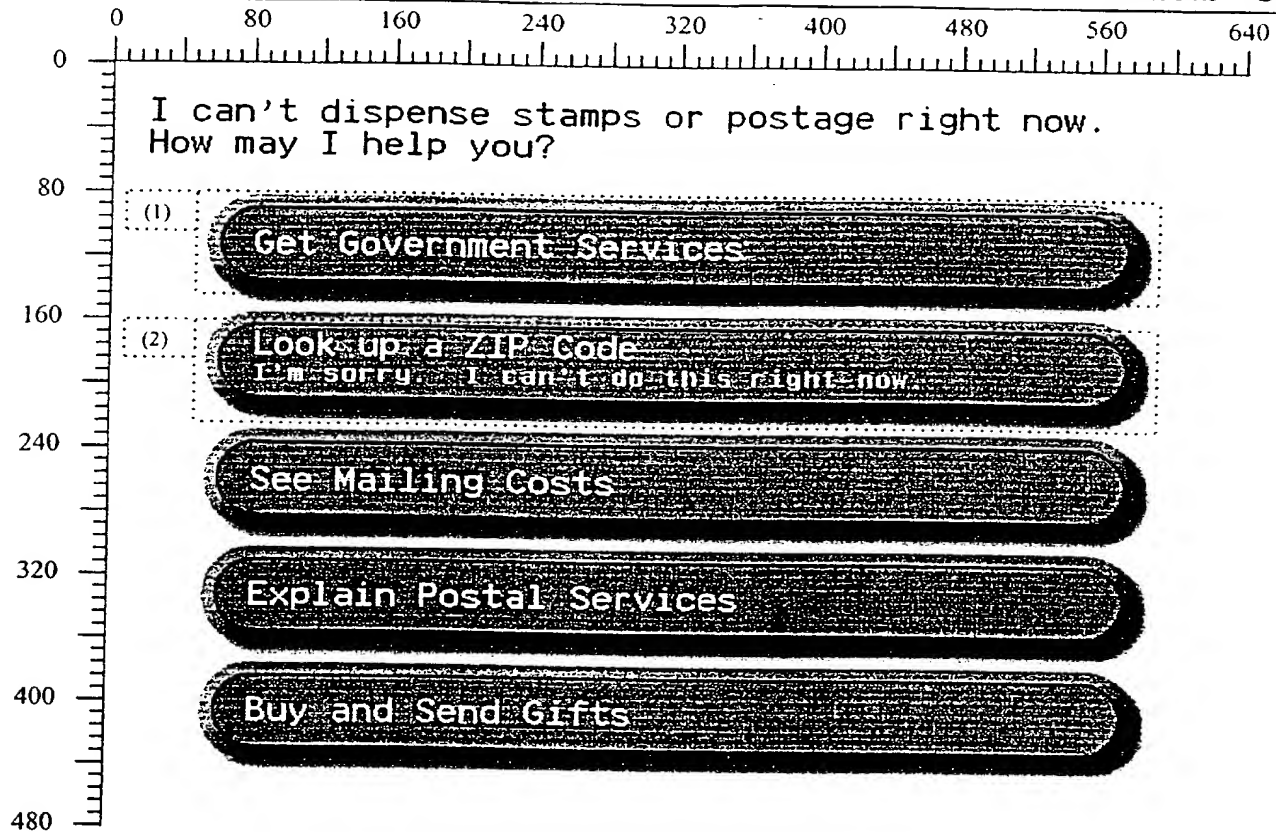 0 80 160 240 320 400 480 560 640
0
I can't dispense stamps or postage right now.
How may I help you?
80
(1)
Get Government Services
160
(2)
Look up a ZIP Code
I'm sorry. I can't do this right now.
240
See Mailing Costs
320
Explain Postal Services
400
Buy and Send Gifts
480